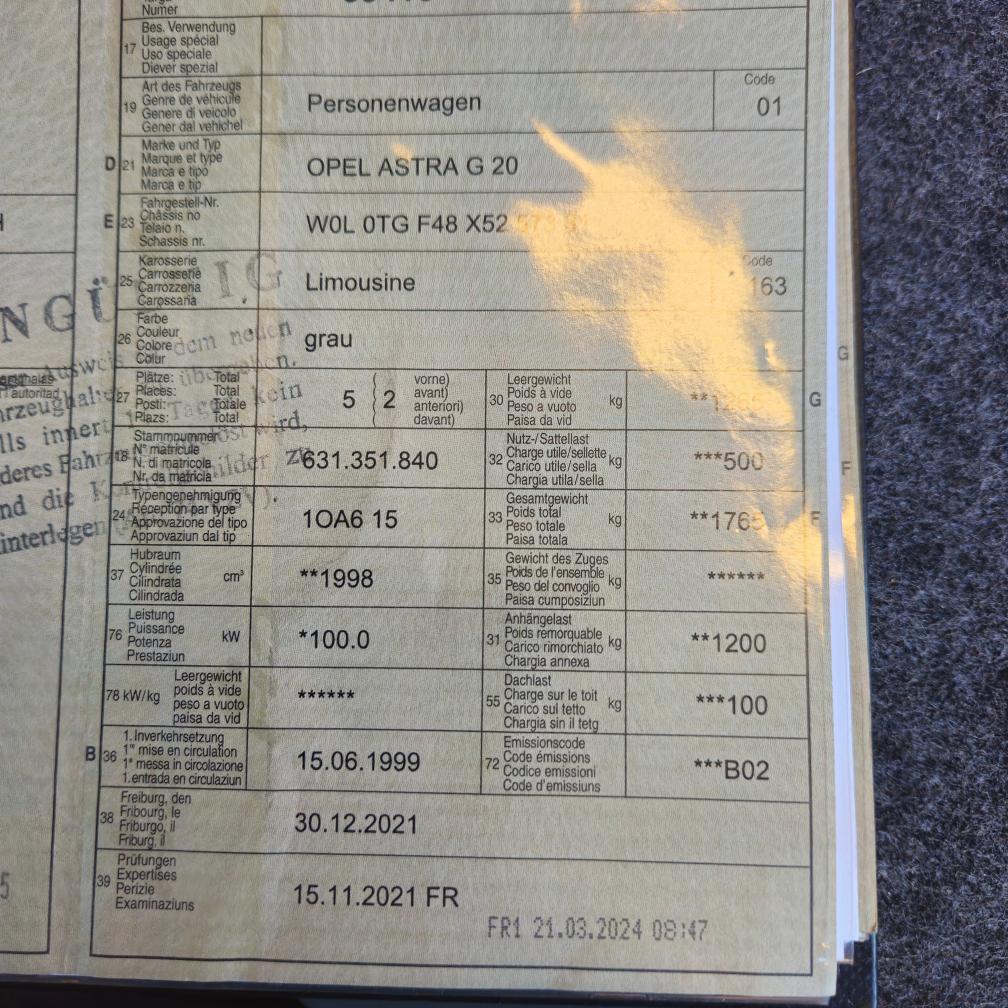 Numer
17
Bes. Verwendung
Usage spécial
Uso speciale
Diever spezial
19
Art des Fahrzeugs
Genre de véhicule
Genere di veicolo
Gener dal vehichel
Personenwagen
Code
01
D 21
Marke und Typ
Marque et type
Marca e tipo
Marca e tip
OPEL ASTRA G 20
E 23
Fahrgestell-Nr.
Châssis no
Telaio n.
Schassis nr.
W0L 0TG F48 X52
25
Karosserie
Carrosserie
Carrozzeria
Carossaria
Limousine
Code
163
26
Farbe
Couleur
Colore
Colur
grau
27
Plätze: Total
Places: Total
Posti: Totale
Plazs: Total
5 ( 2
vorne)
avant)
anteriori)
davant)
30
Leergewicht
Poids à vide
Peso a vuoto
Paisa da vid
kg
G
18
Stammnummer
N° matricule
N. di matricola
Nr. da matricla
631.351.840
32
Nutz-/Sattellast
Charge utile/sellette
Carico utile/sella
Chargia utila/sella
kg
***500
F
24
Typengenehmigung
Réception par type
Approvazione del tipo
Approvaziun dal tip
1OA6 15
33
Gesamtgewicht
Poids total
Peso totale
Paisa totala
kg
**1765
F
37
Hubraum
Cylindrée
Cilindrata
Cilindrada
cm³
**1998
35
Gewicht des Zuges
Poids de l'ensemble
Peso del convoglio
Paisa cumposiziun
kg
******
76
Leistung
Puissance
Potenza
Prestaziun
kW
*100.0
31
Anhängelast
Poids remorquable
Carico rimorchiato
Chargia annexa
kg
**1200
78 kW/kg
Leergewicht
poids à vide
peso a vuoto
paisa da vid
******
55
Dachlast
Charge sur le toit
Carico sul tetto
Chargia sin il tetg
kg
***100
B 36
1. Inverkehrsetzung
1re mise en circulation
1a messa in circolazione
1. entrada en circulaziun
15.06.1999
72
Emissionscode
Code émissions
Codice emissioni
Code d'emissiuns
***B02
38
Freiburg, den
Fribourg, le
Friburgo, il
Friburg, il
30.12.2021
39
Prüfungen
Expertises
Perizie
Examinaziuns
15.11.2021 FR
FR1 21.03.2024 08:47